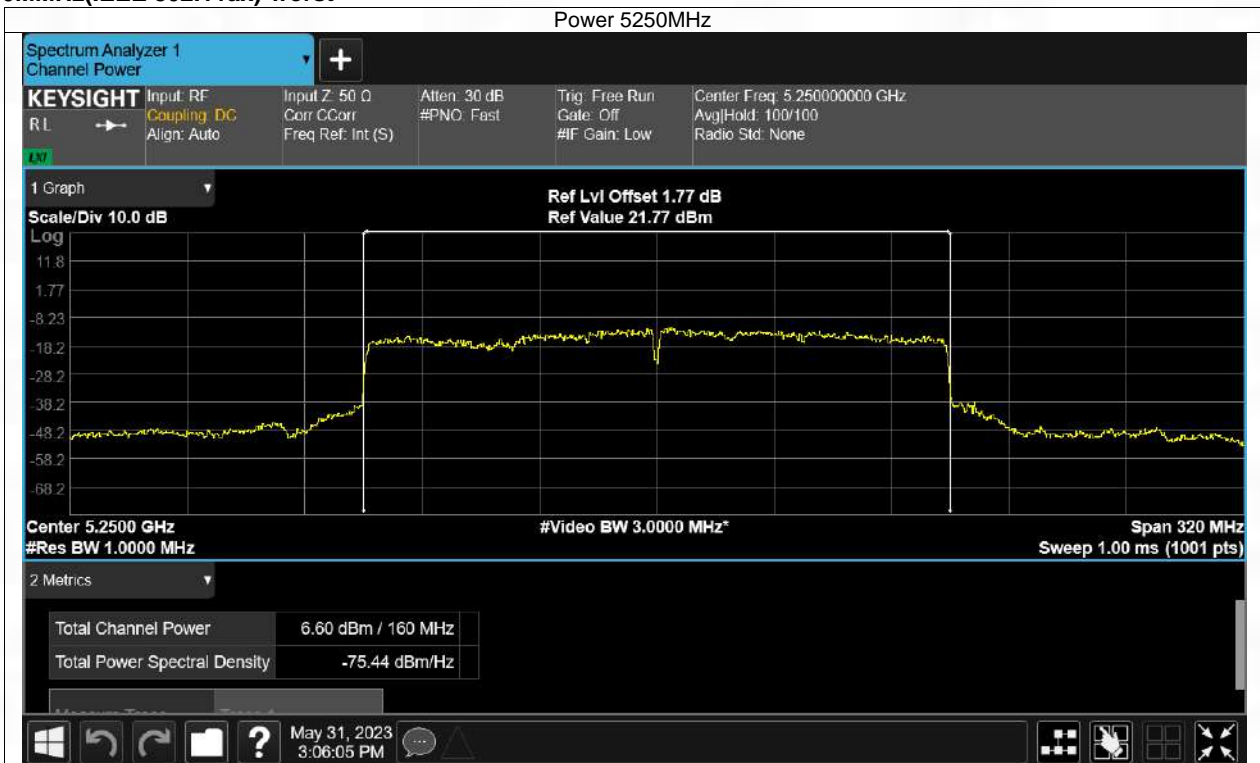 Power 5250MHz
Spectrum Analyzer 1
Channel Power
KEYSIGHT
Input: RF
Input Z: 50 Ω
Atten: 30 dB
Trig: Free Run
Center Freq: 5.250000000 GHz
RL
Coupling: DC
Corr CCorr
#PNO: Fast
Gate: Off
Avg|Hold: 100/100
Align: Auto
Freq Ref: Int (S)
#IF Gain: Low
Radio Std: None
LXI
1 Graph
Ref Lvl Offset 1.77 dB
Scale/Div 10.0 dB
Ref Value 21.77 dBm
Log
11.8
1.77
-8.23
-18.2
-28.2
-38.2
-48.2
-58.2
-68.2
Center 5.2500 GHz
#Video BW 3.0000 MHz*
Span 320 MHz
#Res BW 1.0000 MHz
Sweep 1.00 ms (1001 pts)
2 Metrics
Total Channel Power 6.60 dBm / 160 MHz
Total Power Spectral Density -75.44 dBm/Hz
?
May 31, 2023
3:06:05 PM